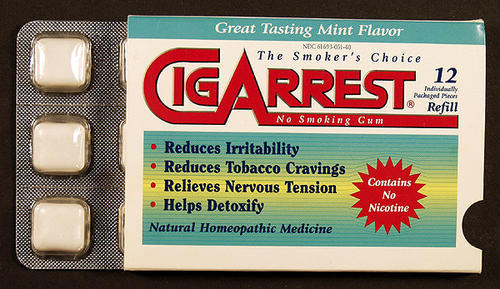 Great Tasting Mint Flavor
NDC 61693-051-40
The Smoker's Choice
CIGARREST®
No Smoking Gum
12
Individually
Packaged Pieces
Refill
• Reduces Irritability
• Reduces Tobacco Cravings
• Relieves Nervous Tension
• Helps Detoxify
Natural Homeopathic Medicine
Contains
No
Nicotine